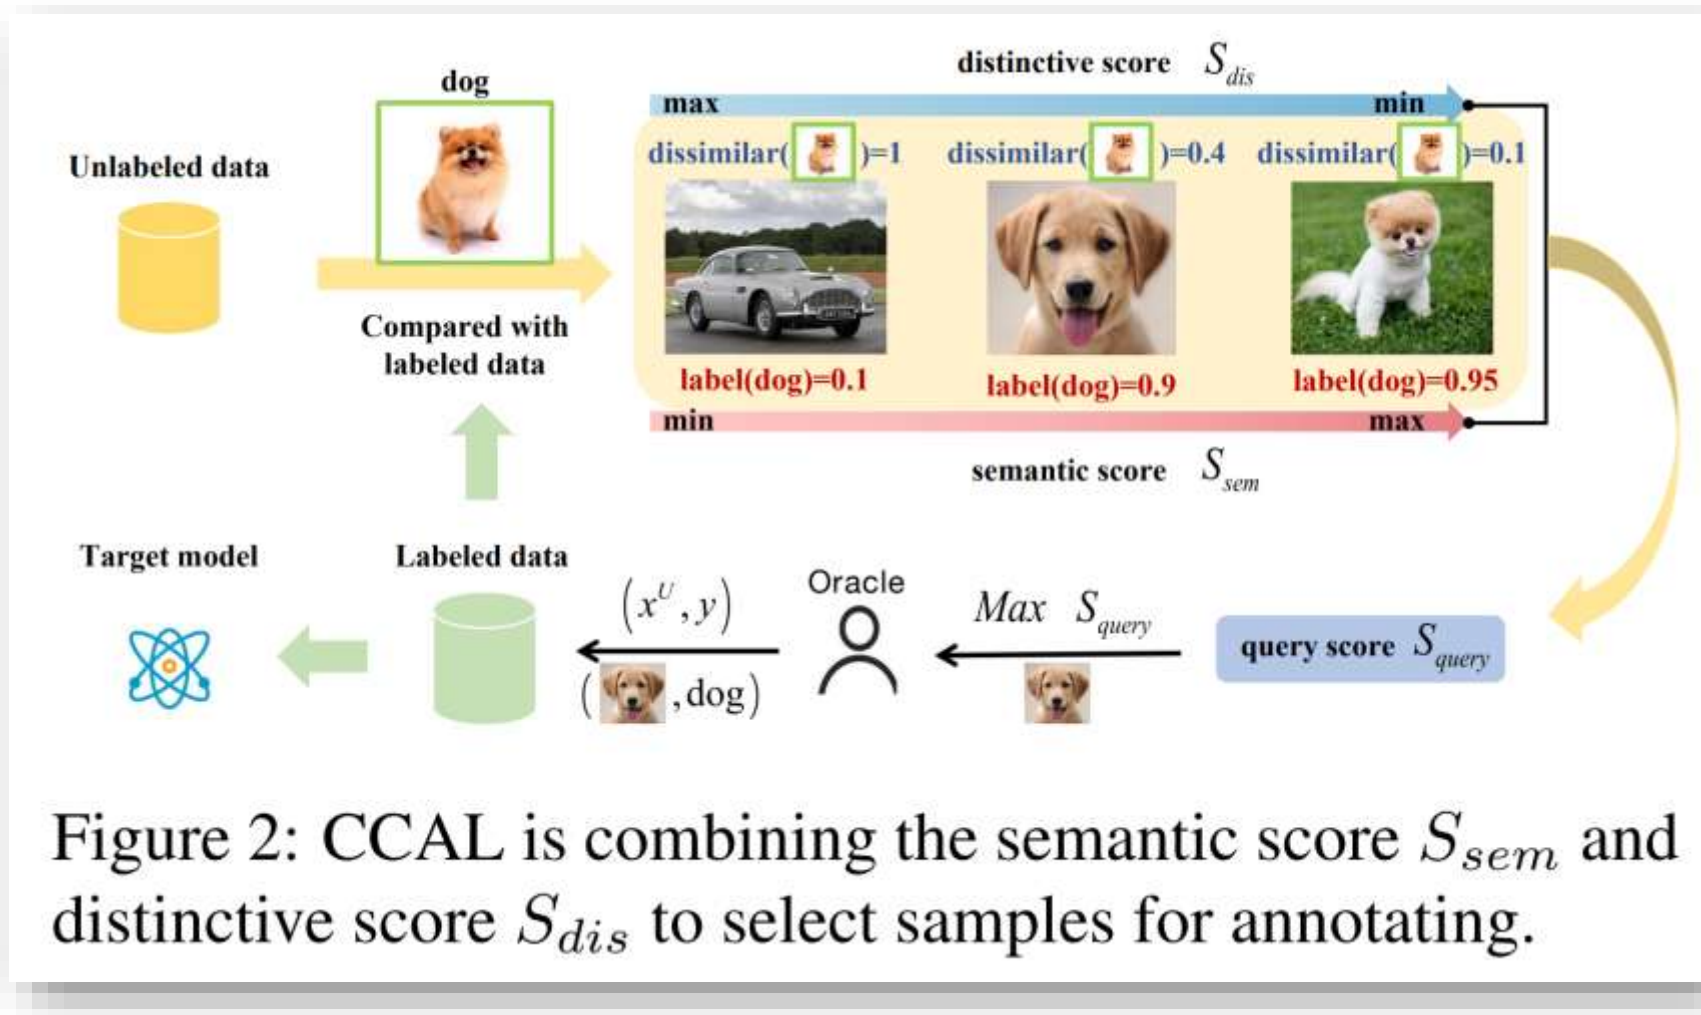 distinctive score S_dis
dog
max min
Unlabeled data
dissimilar( )=1 dissimilar( )=0.4 dissimilar( )=0.1
Compared with
labeled data
label(dog)=0.1 label(dog)=0.9 label(dog)=0.95
min max
semantic score S_sem
Target model Labeled data
(x^U, y) Oracle Max S_query
query score S_query
( ,dog)
Figure 2: CCAL is combining the semantic score S_sem and
distinctive score S_dis to select samples for annotating.